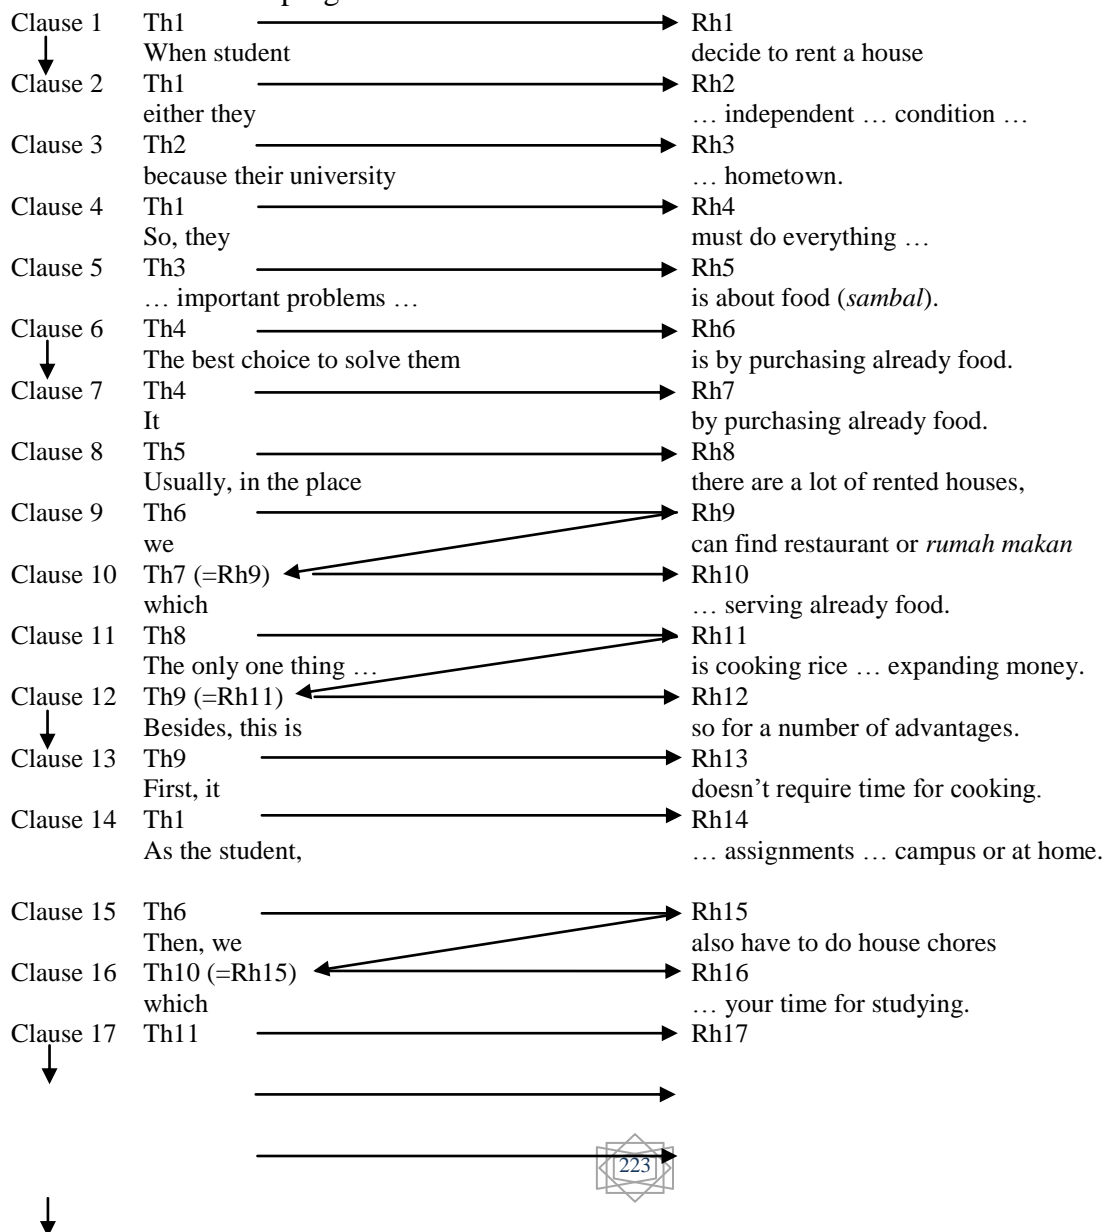 Clause 1 Th1 Rh1
When student decide to rent a house
Clause 2 Th1 Rh2
either they … independent … condition …
Clause 3 Th2 Rh3
because their university … hometown.
Clause 4 Th1 Rh4
So, they must do everything …
Clause 5 Th3 Rh5
… important problems … is about food (sambal).
Clause 6 Th4 Rh6
The best choice to solve them is by purchasing already food.
Clause 7 Th4 Rh7
It by purchasing already food.
Clause 8 Th5 Rh8
Usually, in the place there are a lot of rented houses,
Clause 9 Th6 Rh9
we can find restaurant or rumah makan
Clause 10 Th7 (=Rh9) Rh10
which … serving already food.
Clause 11 Th8 Rh11
The only one thing … is cooking rice … expanding money.
Clause 12 Th9 (=Rh11) Rh12
Besides, this is so for a number of advantages.
Clause 13 Th9 Rh13
First, it doesn't require time for cooking.
Clause 14 Th1 Rh14
As the student, … assignments … campus or at home.
Clause 15 Th6 Rh15
Then, we also have to do house chores
Clause 16 Th10 (=Rh15) Rh16
which … your time for studying.
Clause 17 Th11 Rh17
223